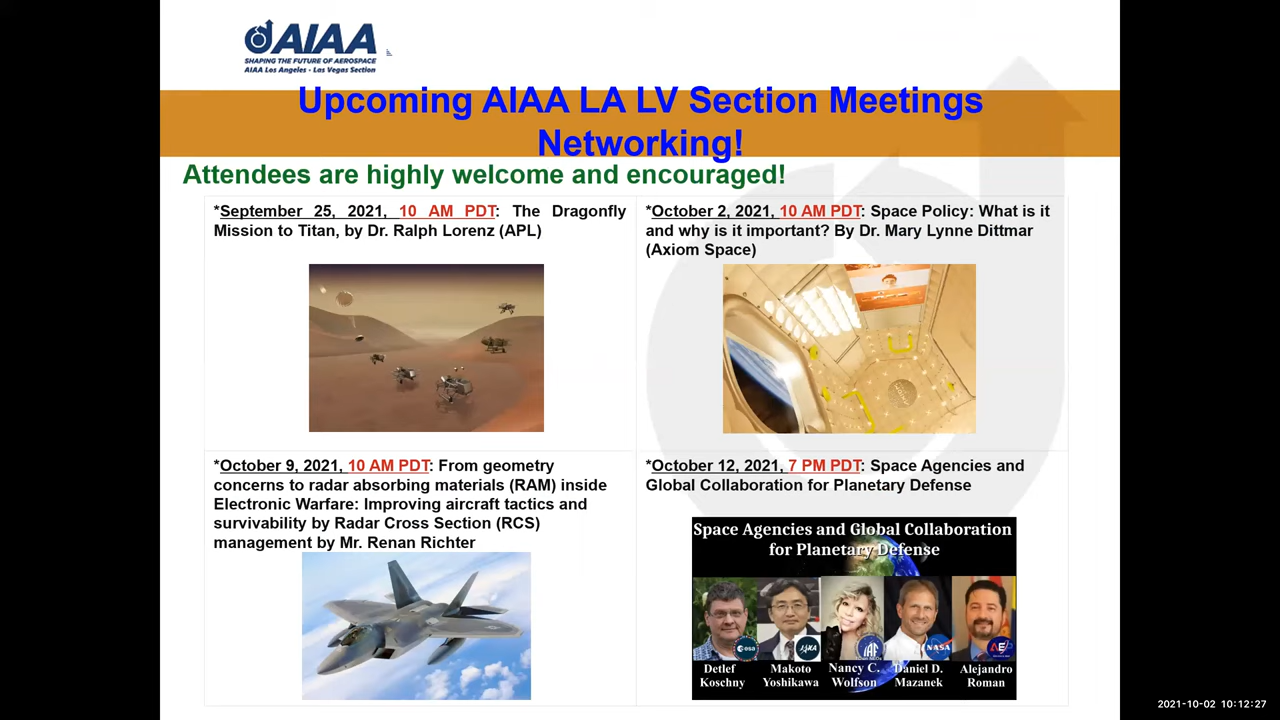 AIAA
SHAPING THE FUTURE OF AEROSPACE
AIAA Los Angeles - Las Vegas Section
Upcoming AIAA LA LV Section Meetings
Networking!
Attendees are highly welcome and encouraged!
*September 25, 2021, 10 AM PDT: The Dragonfly
Mission to Titan, by Dr. Ralph Lorenz (APL)
*October 2, 2021, 10 AM PDT: Space Policy: What is it
and why is it important? By Dr. Mary Lynne Dittmar
(Axiom Space)
*October 9, 2021, 10 AM PDT: From geometry
concerns to radar absorbing materials (RAM) inside
Electronic Warfare: Improving aircraft tactics and
survivability by Radar Cross Section (RCS)
management by Mr. Renan Richter
*October 12, 2021, 7 PM PDT: Space Agencies and
Global Collaboration for Planetary Defense
Space Agencies and Global Collaboration
for Planetary Defense
esa
JAXA
NASA
Detlef
Koschny
Makoto
Yoshikawa
Nancy C.
Wolfson
Daniel D.
Mazanek
Alejandro
Roman
2021-10-02 10:12:27